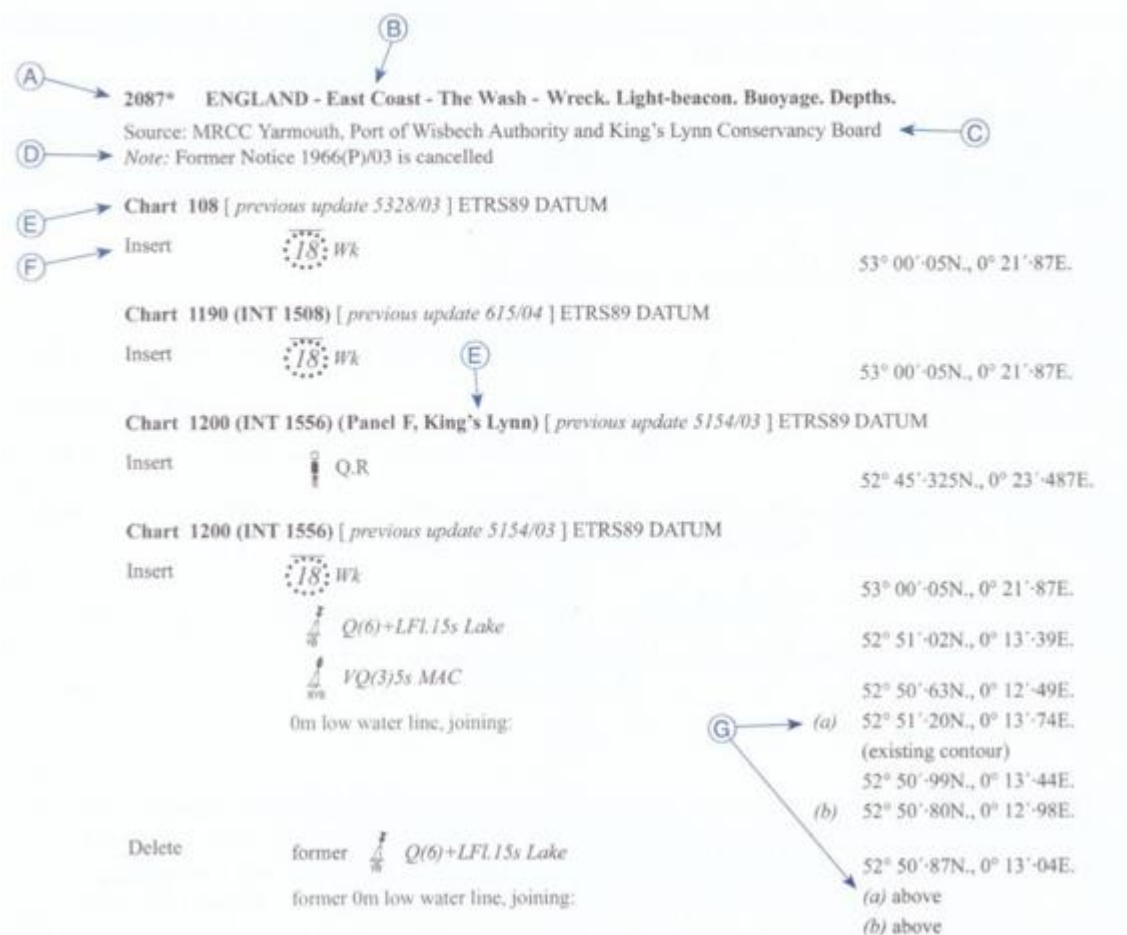 B
A
2087* ENGLAND - East Coast - The Wash - Wreck. Light-beacon. Buoyage. Depths.
Source: MRCC Yarmouth, Port of Wisbech Authority and King's Lynn Conservancy Board C
D Note: Former Notice 1966(P)/03 is cancelled
E Chart 108 [ previous update 5328/03 ] ETRS89 DATUM
F Insert 18 Wk 53° 00´·05N., 0° 21´·87E.
Chart 1190 (INT 1508) [ previous update 615/04 ] ETRS89 DATUM
Insert 18 Wk 53° 00´·05N., 0° 21´·87E.
E
Chart 1200 (INT 1556) (Panel F, King's Lynn) [ previous update 5154/03 ] ETRS89 DATUM
Insert Q.R 52° 45´·325N., 0° 23´·487E.
Chart 1200 (INT 1556) [ previous update 5154/03 ] ETRS89 DATUM
Insert 18 Wk 53° 00´·05N., 0° 21´·87E.
Q(6)+LFl.15s Lake 52° 51´·02N., 0° 13´·39E.
VQ(3)5s MAC 52° 50´·63N., 0° 12´·49E.
0m low water line, joining: G (a) 52° 51´·20N., 0° 13´·74E.
(existing contour)
52° 50´·99N., 0° 13´·44E.
(b) 52° 50´·80N., 0° 12´·98E.
Delete former Q(6)+LFl.15s Lake 52° 50´·87N., 0° 13´·04E.
former 0m low water line, joining: (a) above
(b) above